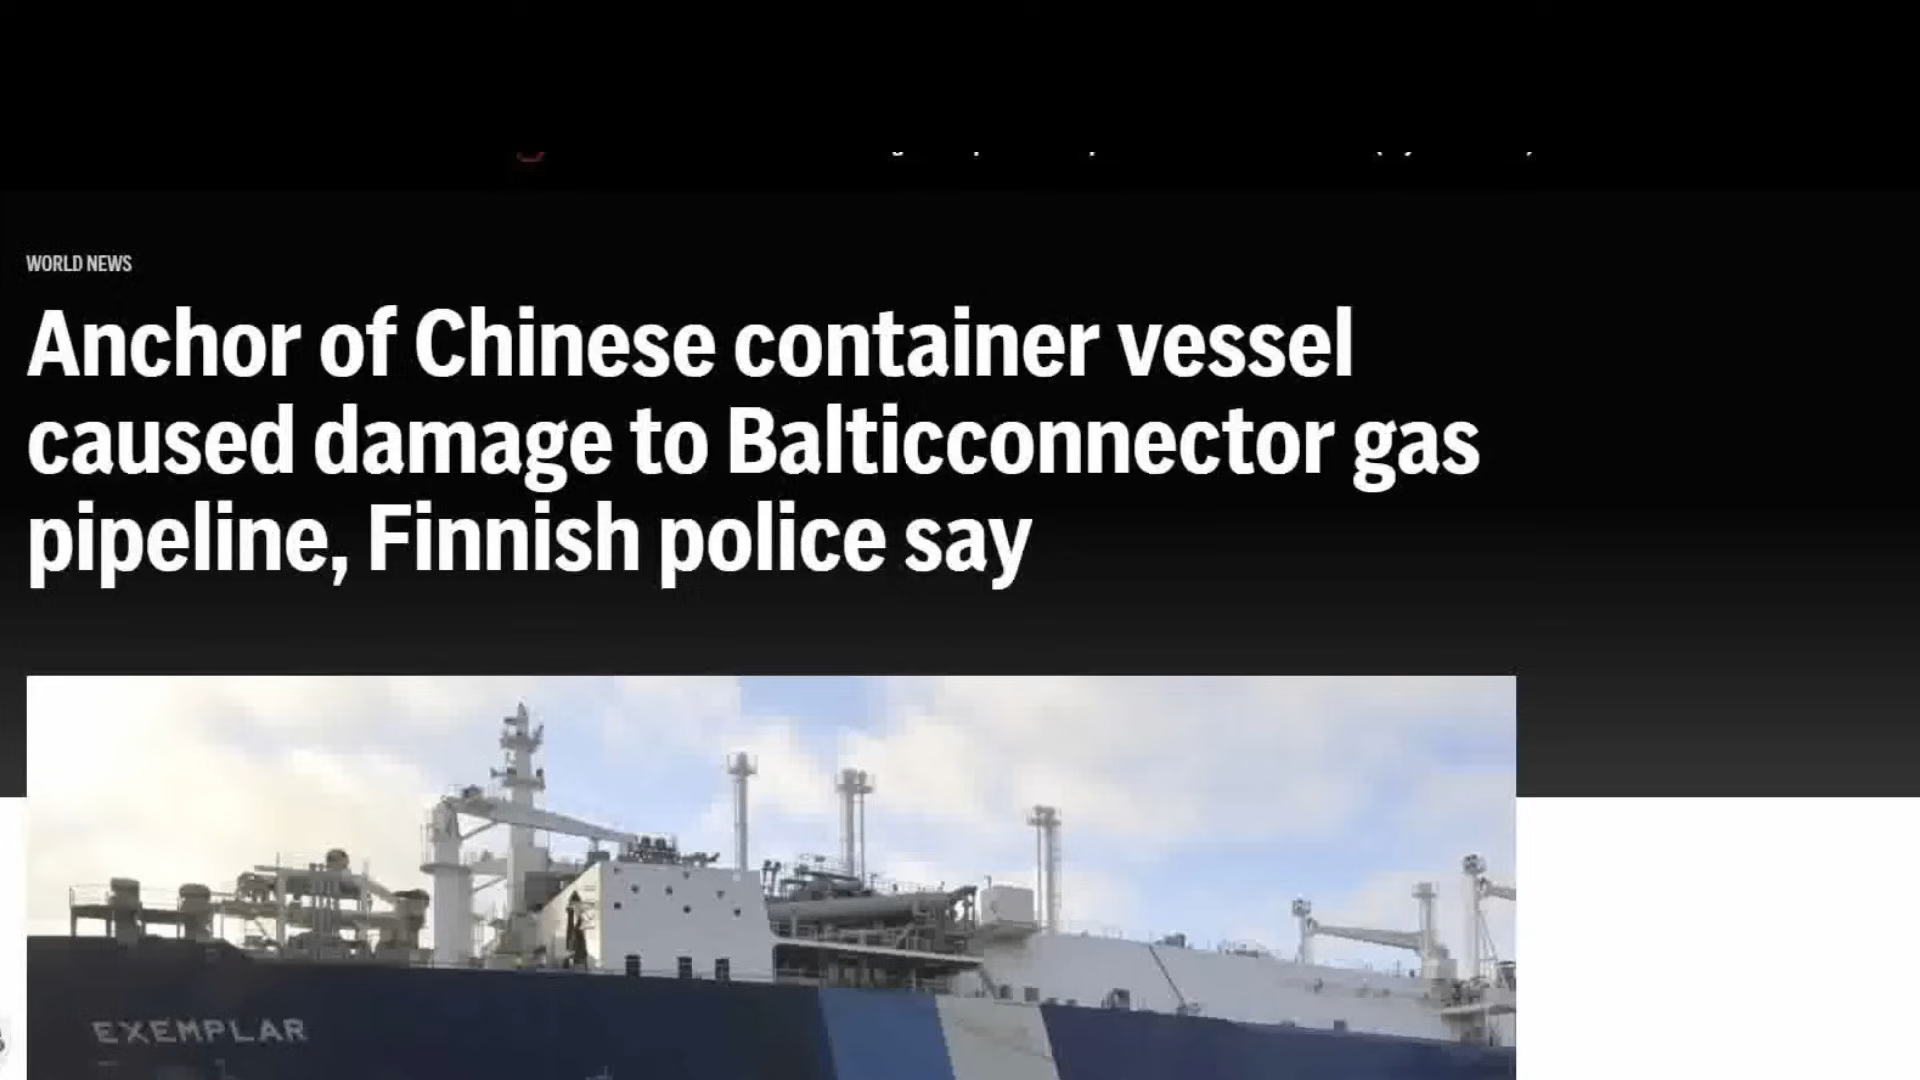 WORLD NEWS
Anchor of Chinese container vessel
caused damage to Balticconnector gas
pipeline, Finnish police say
EXEMPLAR